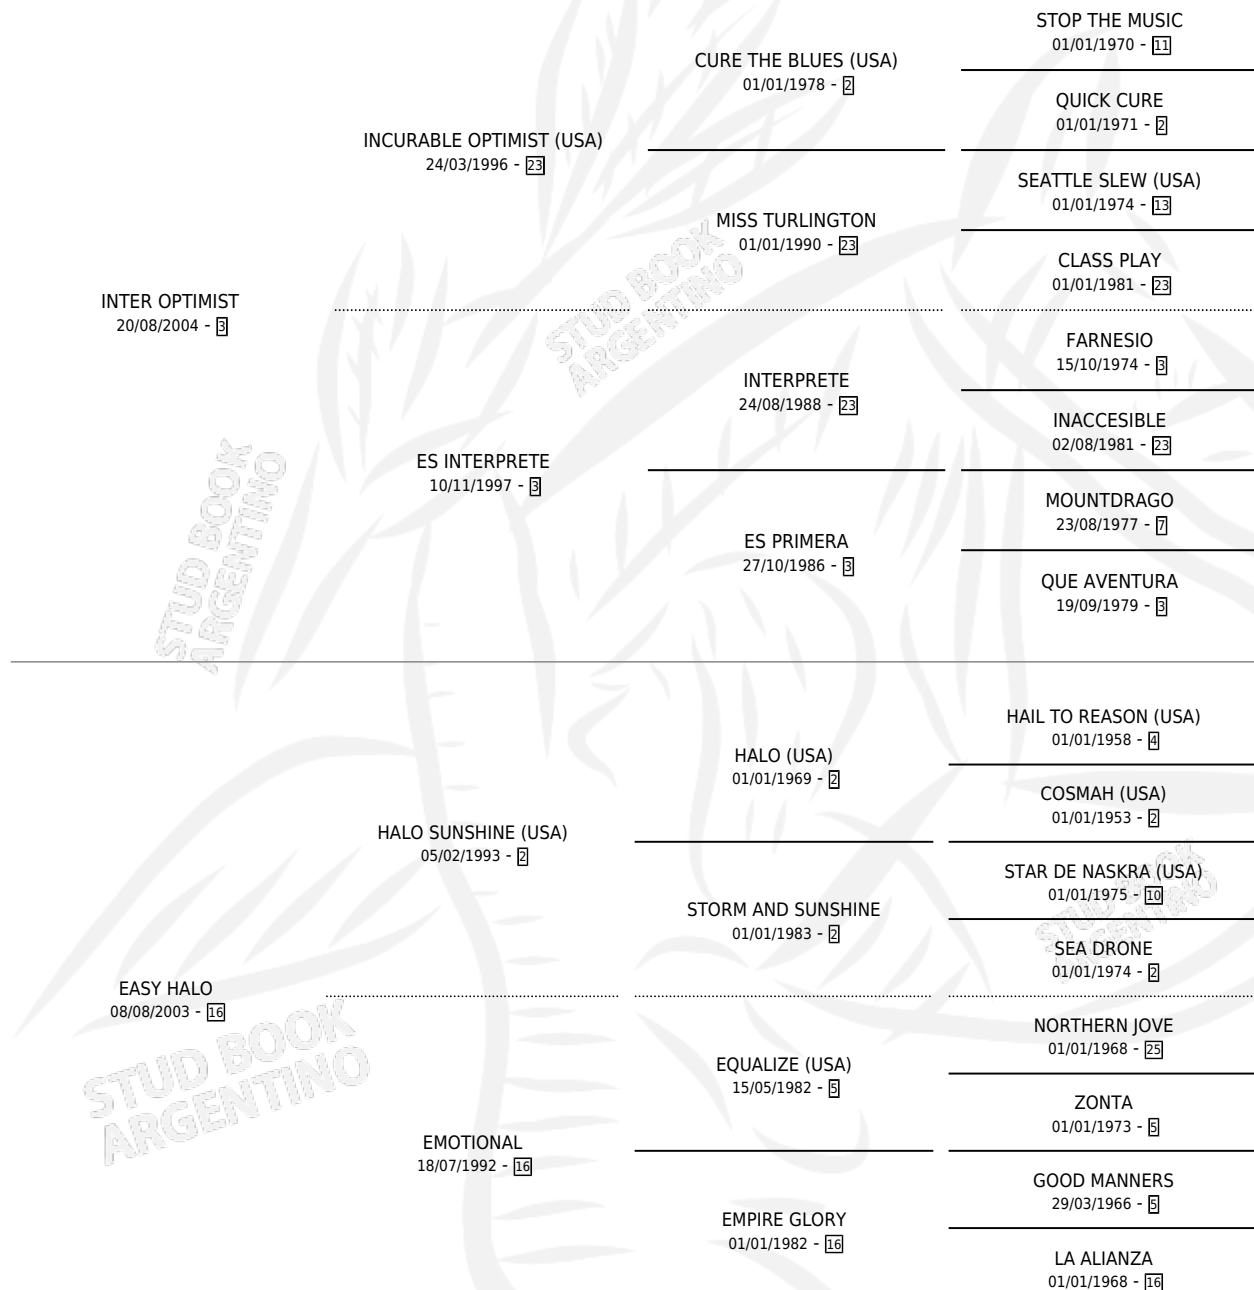 STOP THE MUSIC
01/01/1970 - 11
CURE THE BLUES (USA)
01/01/1978 - 2
QUICK CURE
01/01/1971 - 2
INCURABLE OPTIMIST (USA)
24/03/1996 - 23
SEATTLE SLEW (USA)
01/01/1974 - 13
MISS TURLINGTON
01/01/1990 - 23
CLASS PLAY
01/01/1981 - 23
INTER OPTIMIST
20/08/2004 - 3
STUD BOOK
ARGENTINO
FARNESIO
15/10/1974 - 3
INTERPRETE
24/08/1988 - 23
INACCESIBLE
02/08/1981 - 23
ES INTERPRETE
10/11/1997 - 3
MOUNTDRAGO
23/08/1977 - 7
ES PRIMERA
27/10/1986 - 3
QUE AVENTURA
19/09/1979 - 3
STUD BOOK
ARGENTINO
HAIL TO REASON (USA)
01/01/1958 - 4
HALO (USA)
01/01/1969 - 2
COSMAH (USA)
01/01/1953 - 2
HALO SUNSHINE (USA)
05/02/1993 - 2
STAR DE NASKRA (USA)
01/01/1975 - 10
STORM AND SUNSHINE
01/01/1983 - 2
STUD BOOK
ARGENTINO
SEA DRONE
01/01/1974 - 2
EASY HALO
08/08/2003 - 16
STUD BOOK
ARGENTINO
NORTHERN JOVE
01/01/1968 - 25
EQUALIZE (USA)
15/05/1982 - 5
ZONTA
01/01/1973 - 5
EMOTIONAL
18/07/1992 - 16
GOOD MANNERS
29/03/1966 - 5
EMPIRE GLORY
01/01/1982 - 16
LA ALIANZA
01/01/1968 - 16